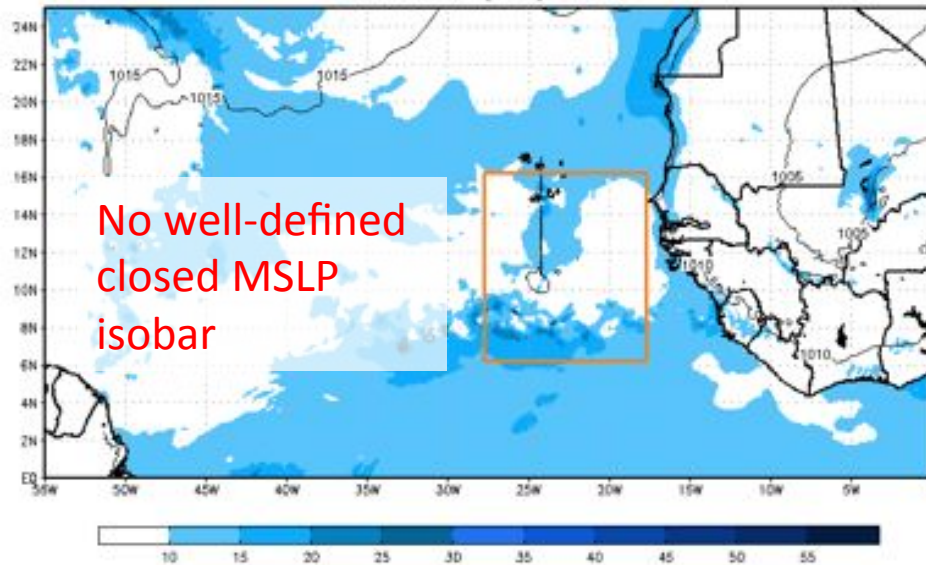 24N
22N
20N
18N
16N
14N
12N
10N
8N
6N
4N
2N
EQ
1015
1015
1015
1005
1005
1010
1010
No well-defined
closed MSLP
isobar
55W 50W 45W 40W 35W 30W 25W 20W 15W 10W 5W
10 15 20 25 30 35 40 45 50 55